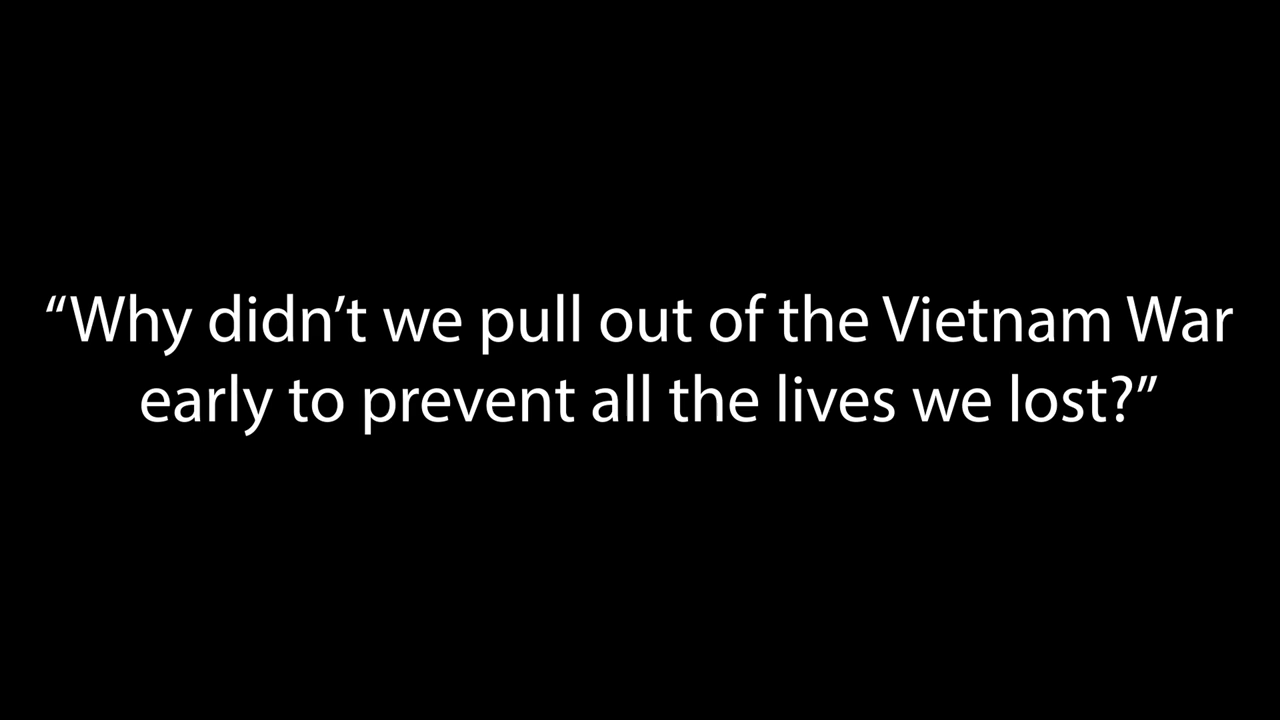 “Why didn’t we pull out of the Vietnam War
early to prevent all the lives we lost?”